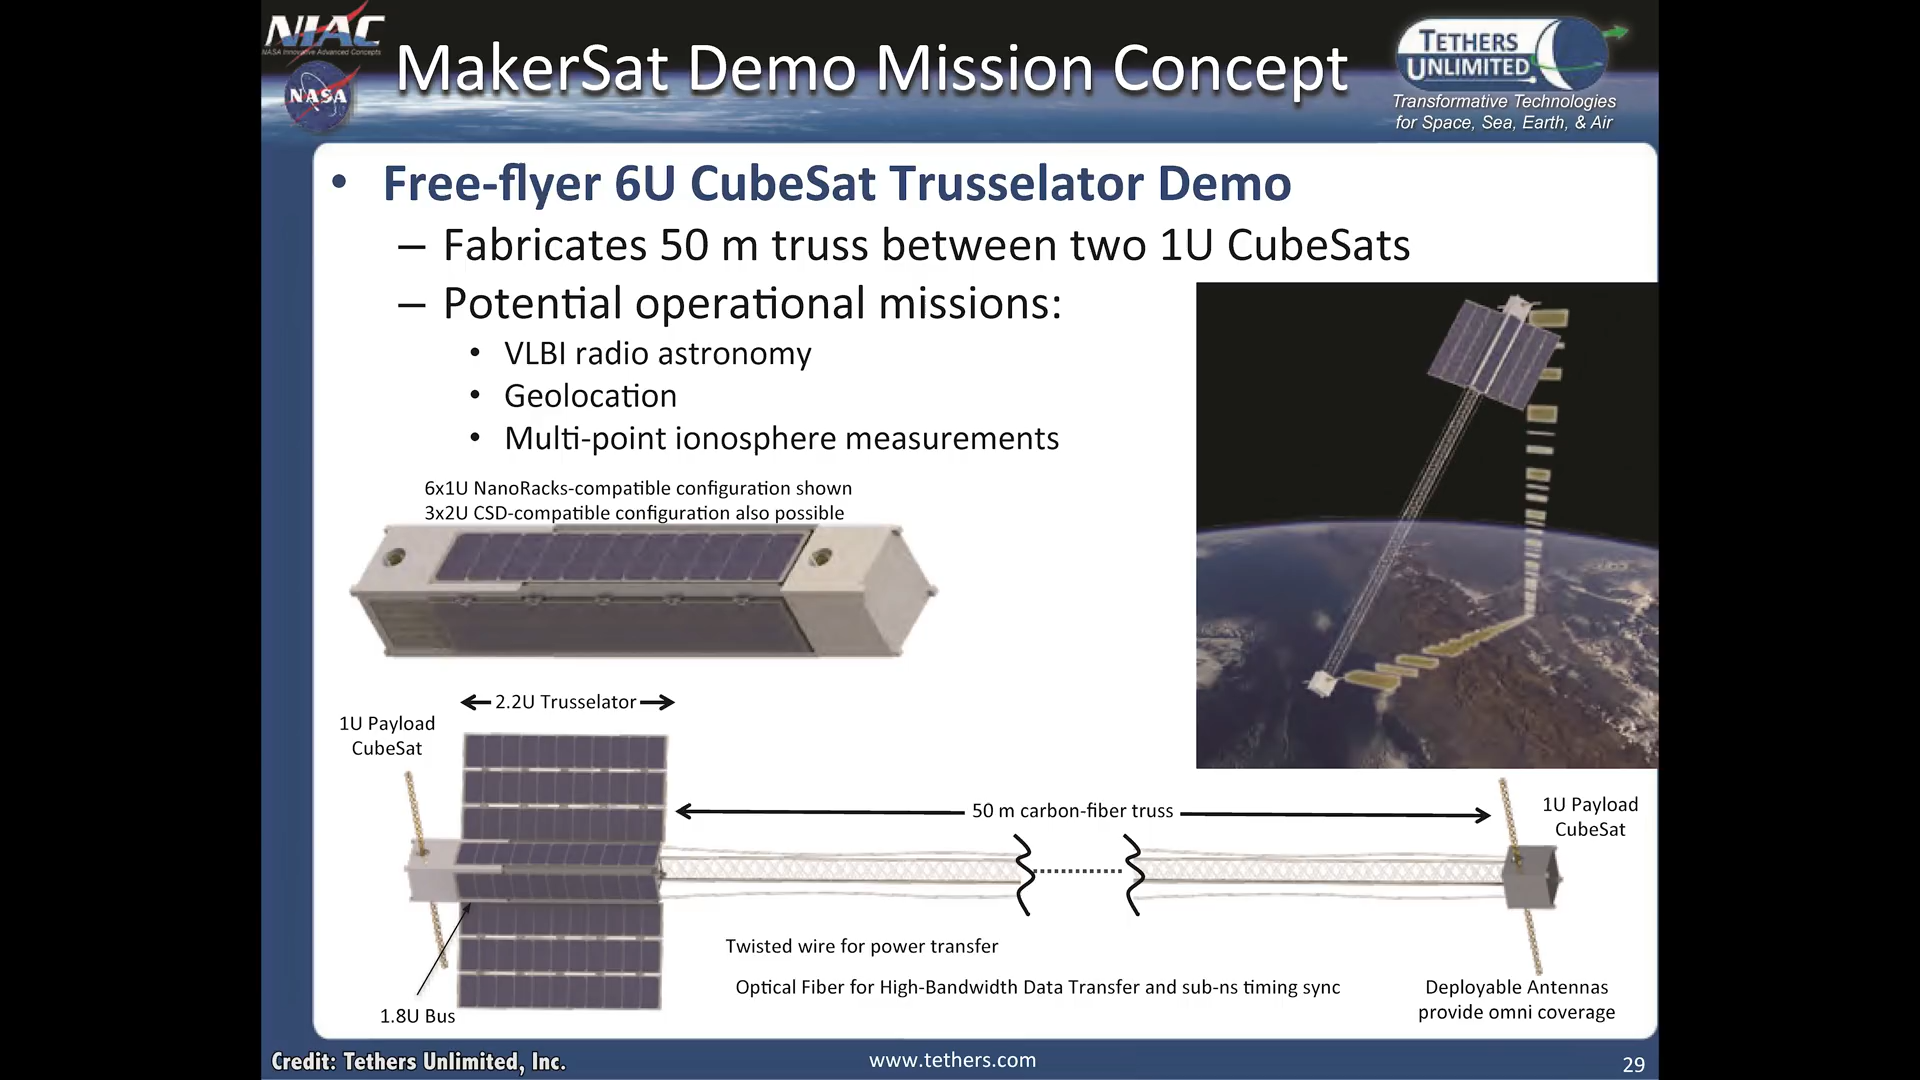 NIAC
NASA Innovative Advanced Concepts
NASA
MakerSat Demo Mission Concept
TETHERS
UNLIMITED
Transformative Technologies
for Space, Sea, Earth, & Air
• Free-flyer 6U CubeSat Trusselator Demo
– Fabricates 50 m truss between two 1U CubeSats
– Potential operational missions:
• VLBI radio astronomy
• Geolocation
• Multi-point ionosphere measurements
6x1U NanoRacks-compatible configuration shown
3x2U CSD-compatible configuration also possible
2.2U Trusselator
1U Payload
CubeSat
50 m carbon-fiber truss
1U Payload
CubeSat
Twisted wire for power transfer
Optical Fiber for High-Bandwidth Data Transfer and sub-ns timing sync
Deployable Antennas
provide omni coverage
1.8U Bus
Credit: Tethers Unlimited, Inc.
www.tethers.com
29